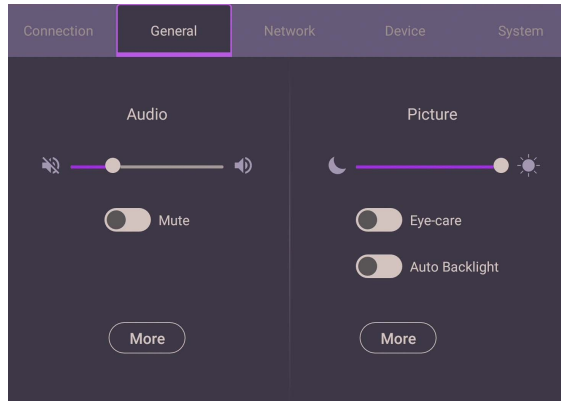 Connection
General
Network
Device
System
Audio
Mute
More
Picture
Eye-care
Auto Backlight
More